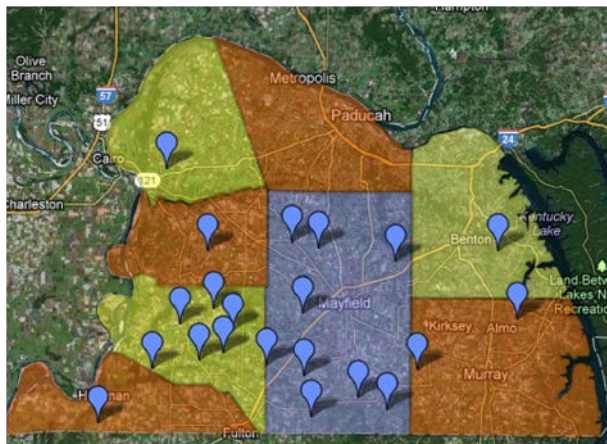 Hampton
Olive
Branch
Miller City
57
51
Metropolis
Paducah
24
Cairo
121
Charleston
Kentucky
Lake
Benton
Land Betw
Lakes N
Recreatio
Mayfield
Kirksey
Almo
Murray
Fulton